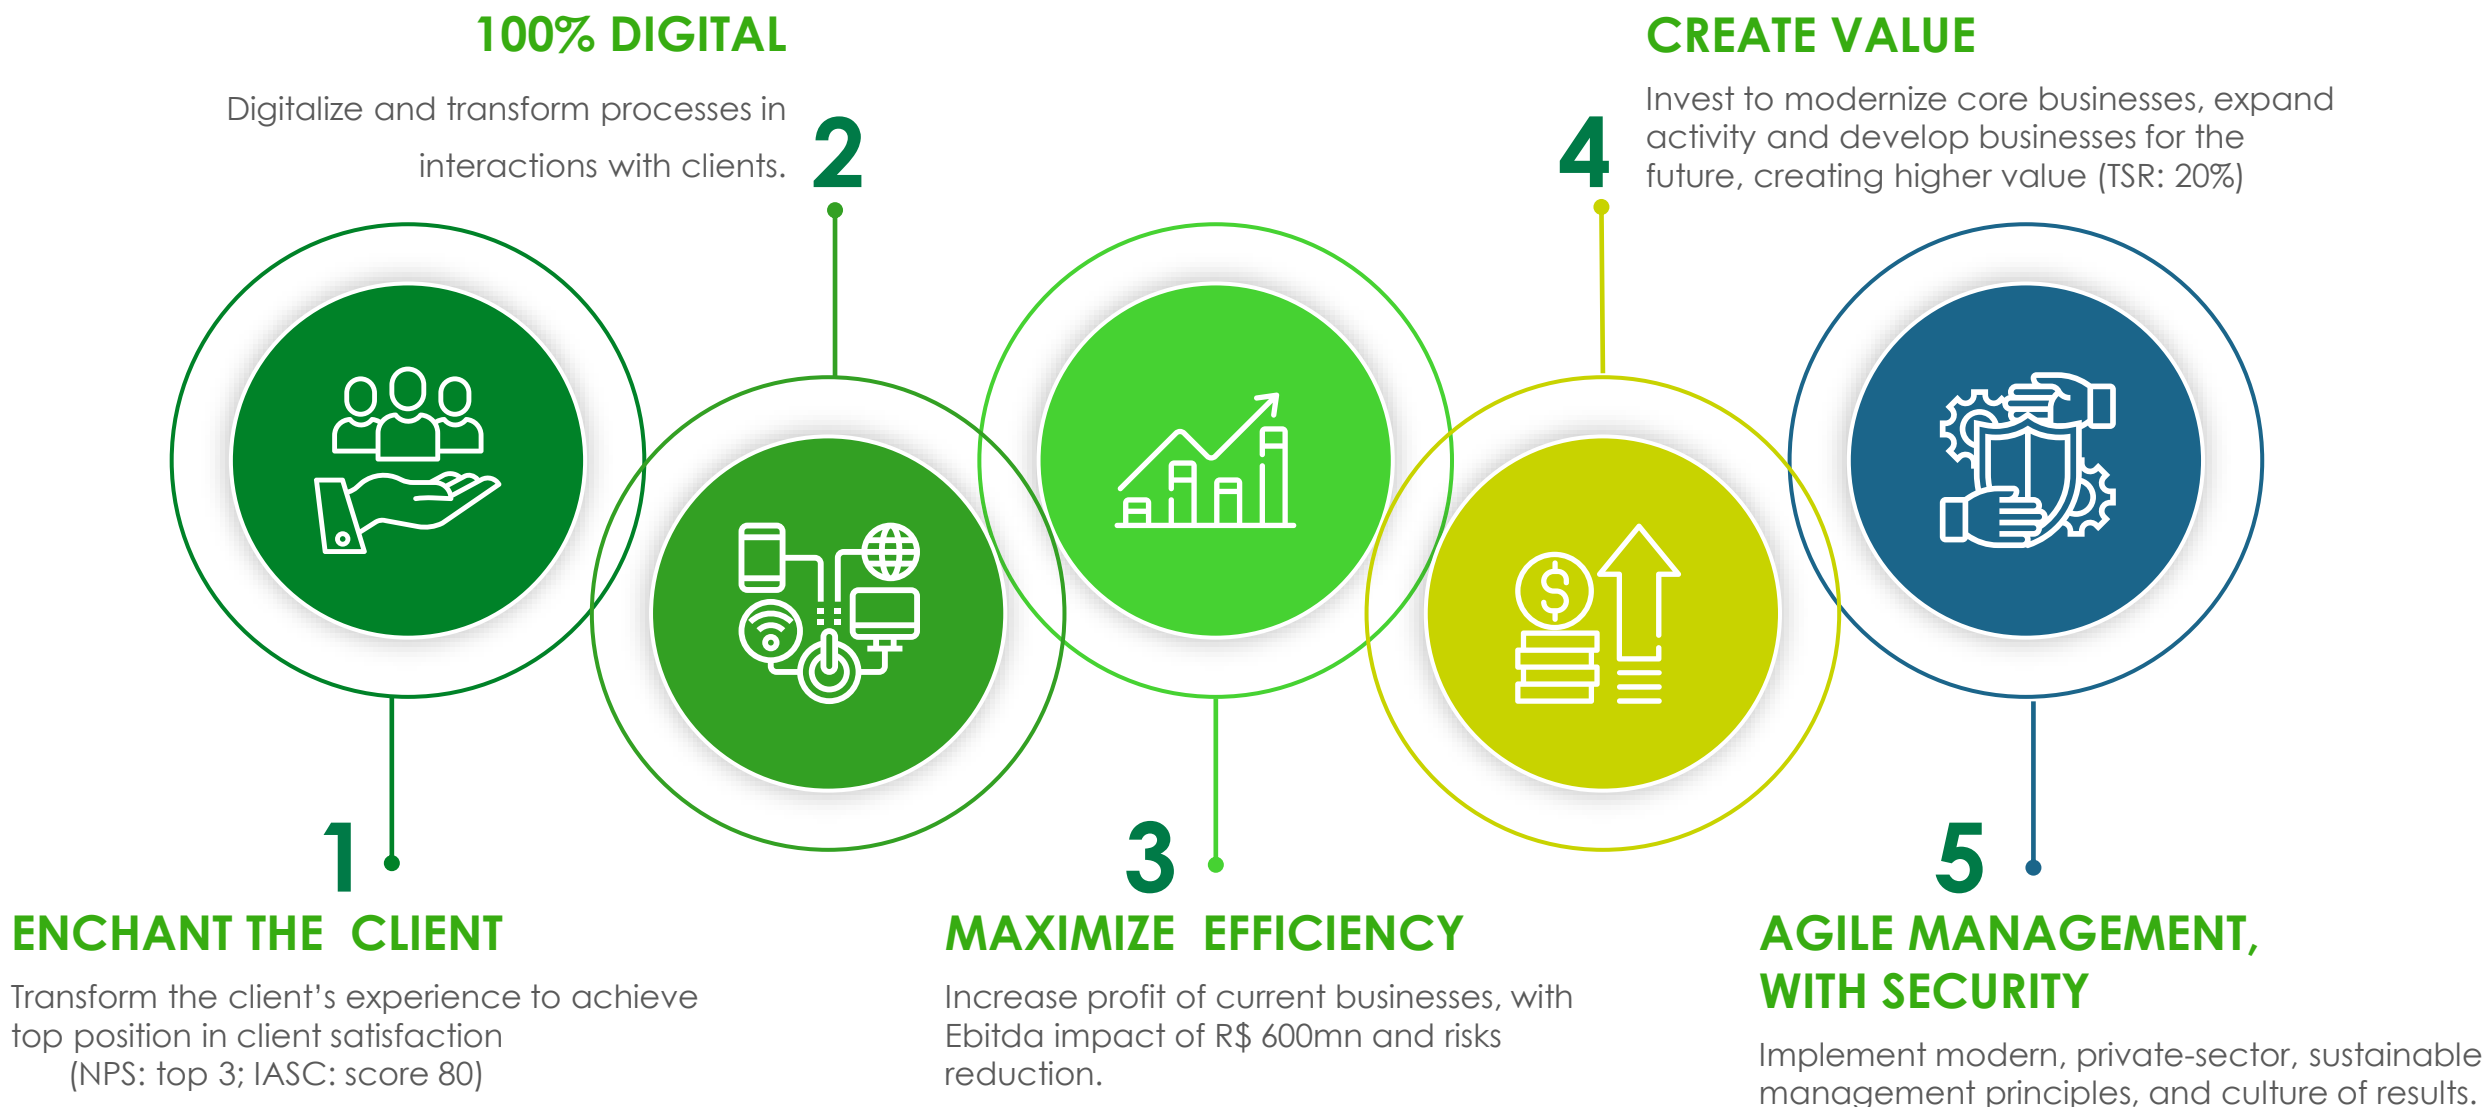 1
ENCHANT THE CLIENT
Transform the client's experience to achieve
top position in client satisfaction
(NPS: top 3; IASC: score 80)
100% DIGITAL
Digitalize and transform processes in
interactions with clients.
2
3
MAXIMIZE EFFICIENCY
Increase profit of current businesses, with
Ebitda impact of R$ 600mn and risks
reduction.
CREATE VALUE
4
Invest to modernize core businesses, expand
activity and develop businesses for the
future, creating higher value (TSR: 20%)
$
5
AGILE MANAGEMENT,
WITH SECURITY
Implement modern, private-sector, sustainable
management principles, and culture of results.